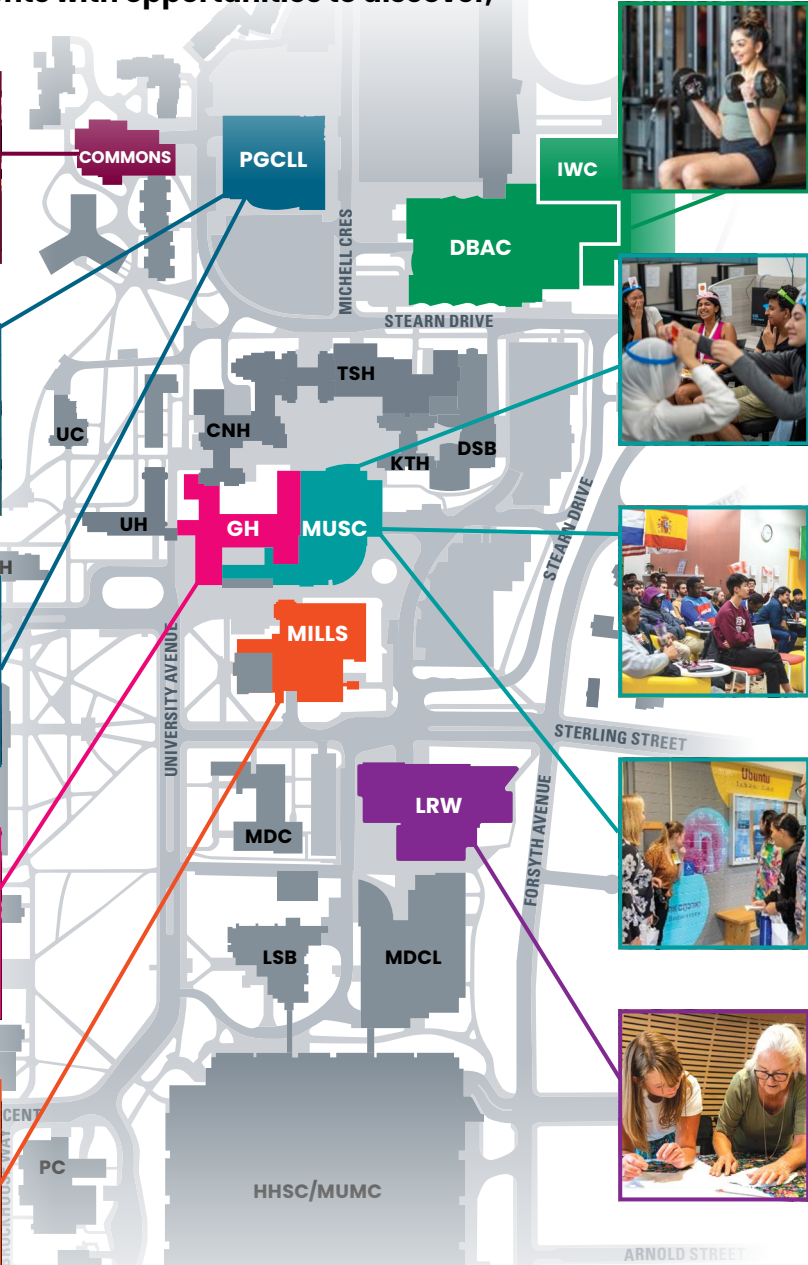 COMMONS
PGCLL
IWC
DBAC
MICHELL CRES
STEARN DRIVE
TSH
CNH
UC
KTH
DSB
UH
GH
MUSC
H
STEARN DRIVE
MILLS
UNIVERSITY AVENUE
STERLING STREET
Ubuntu
LRW
MDC
FORSYTH AVENUE
LSB
MDCL
CENT
PC
HHSC/MUMC
ARNOLD STREET